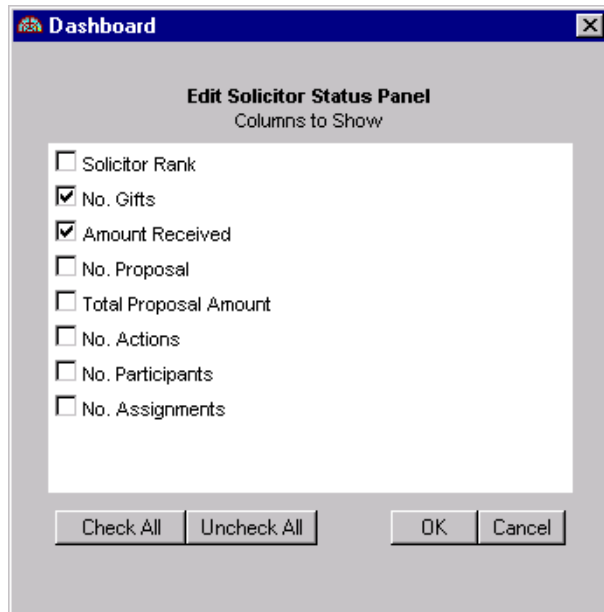 Dashboard
Edit Solicitor Status Panel
Columns to Show
Solicitor Rank
No. Gifts
Amount Received
No. Proposal
Total Proposal Amount
No. Actions
No. Participants
No. Assignments
Check All Uncheck All OK Cancel